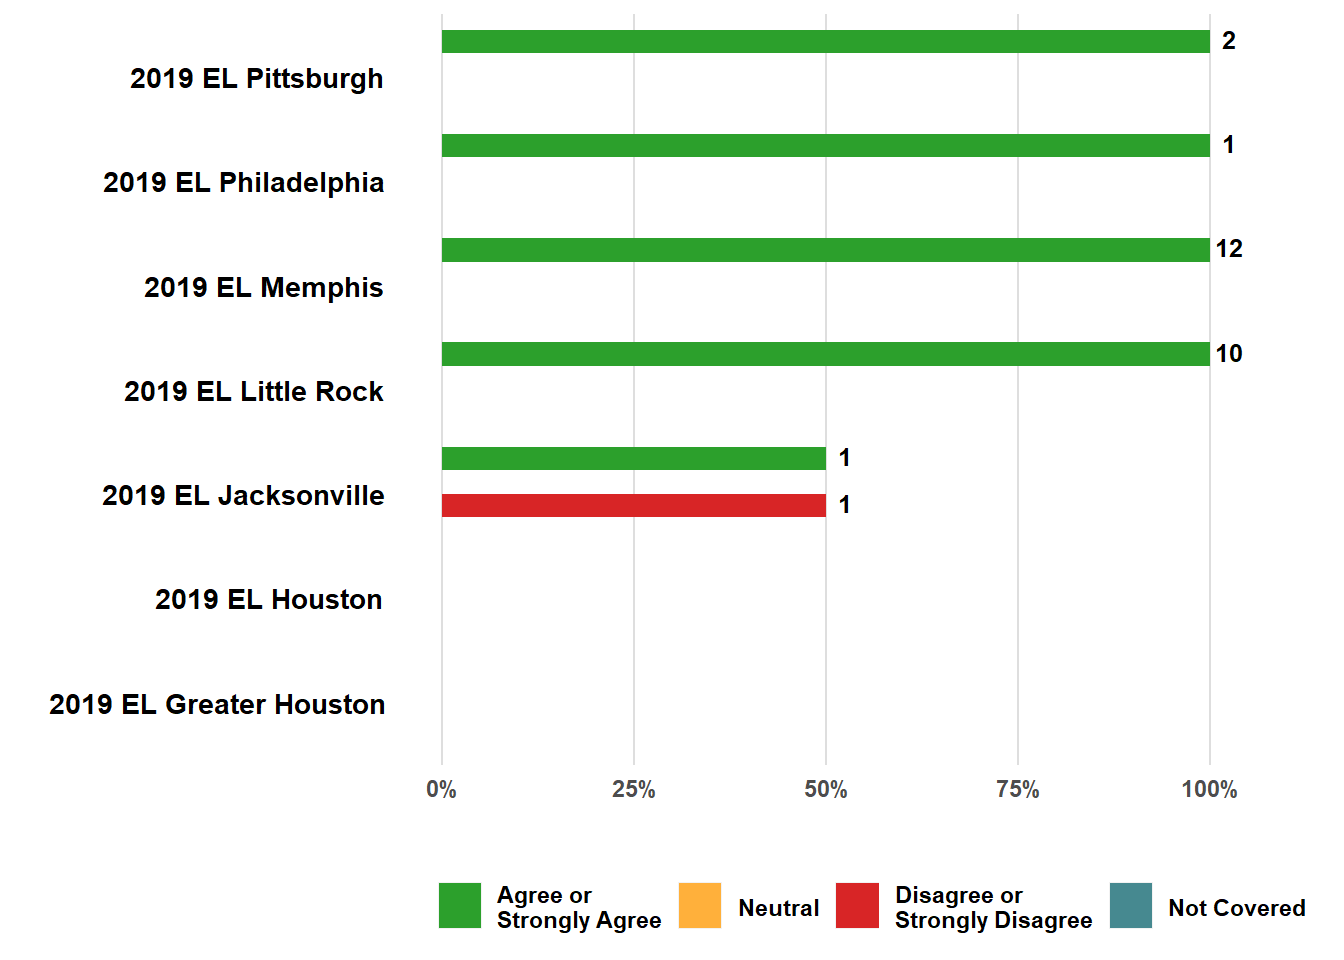 2
2019 EL Pittsburgh
1
2019 EL Philadelphia
12
2019 EL Memphis
10
2019 EL Little Rock
1
2019 EL Jacksonville
1
2019 EL Houston
2019 EL Greater Houston
0% 25% 50% 75% 100%
Agree or
Strongly Agree
Neutral
Disagree or
Strongly Disagree
Not Covered